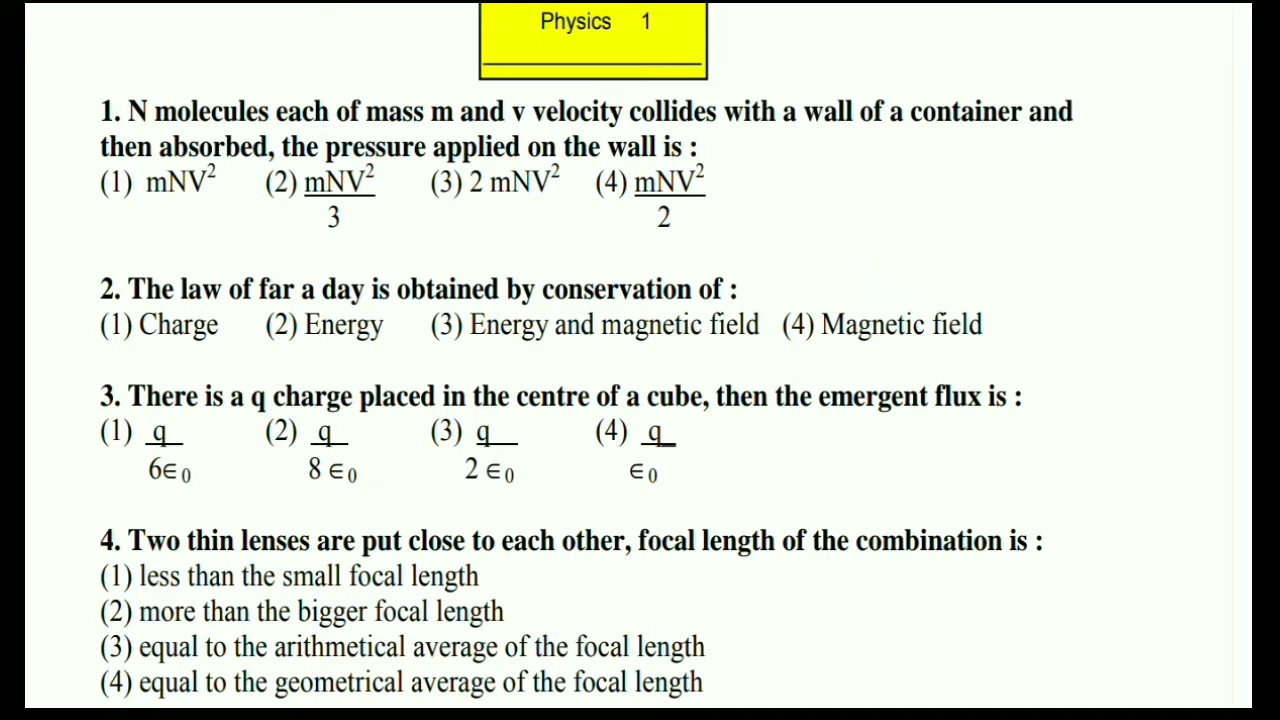 Physics 1
1. N molecules each of mass m and v velocity collides with a wall of a container and
then absorbed, the pressure applied on the wall is :
(1) mNV² (2) mNV² (3) 2 mNV² (4) mNV²
3 2
2. The law of far a day is obtained by conservation of :
(1) Charge (2) Energy (3) Energy and magnetic field (4) Magnetic field
3. There is a q charge placed in the centre of a cube, then the emergent flux is :
(1) q (2) q (3) q (4) q
6∈₀ 8 ∈₀ 2 ∈₀ ∈₀
4. Two thin lenses are put close to each other, focal length of the combination is :
(1) less than the small focal length
(2) more than the bigger focal length
(3) equal to the arithmetical average of the focal length
(4) equal to the geometrical average of the focal length